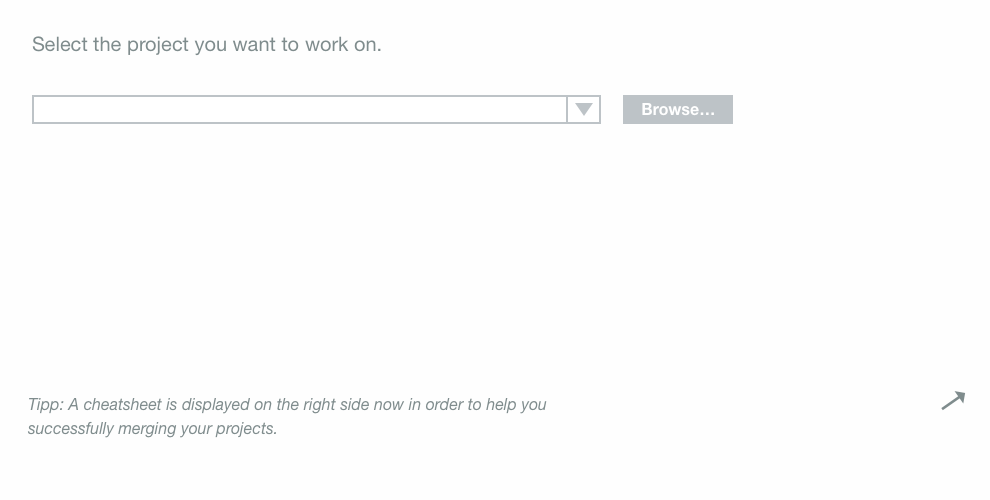 Select the project you want to work on.
Browse...
Tipp: A cheatsheet is displayed on the right side now in order to help you
successfully merging your projects.